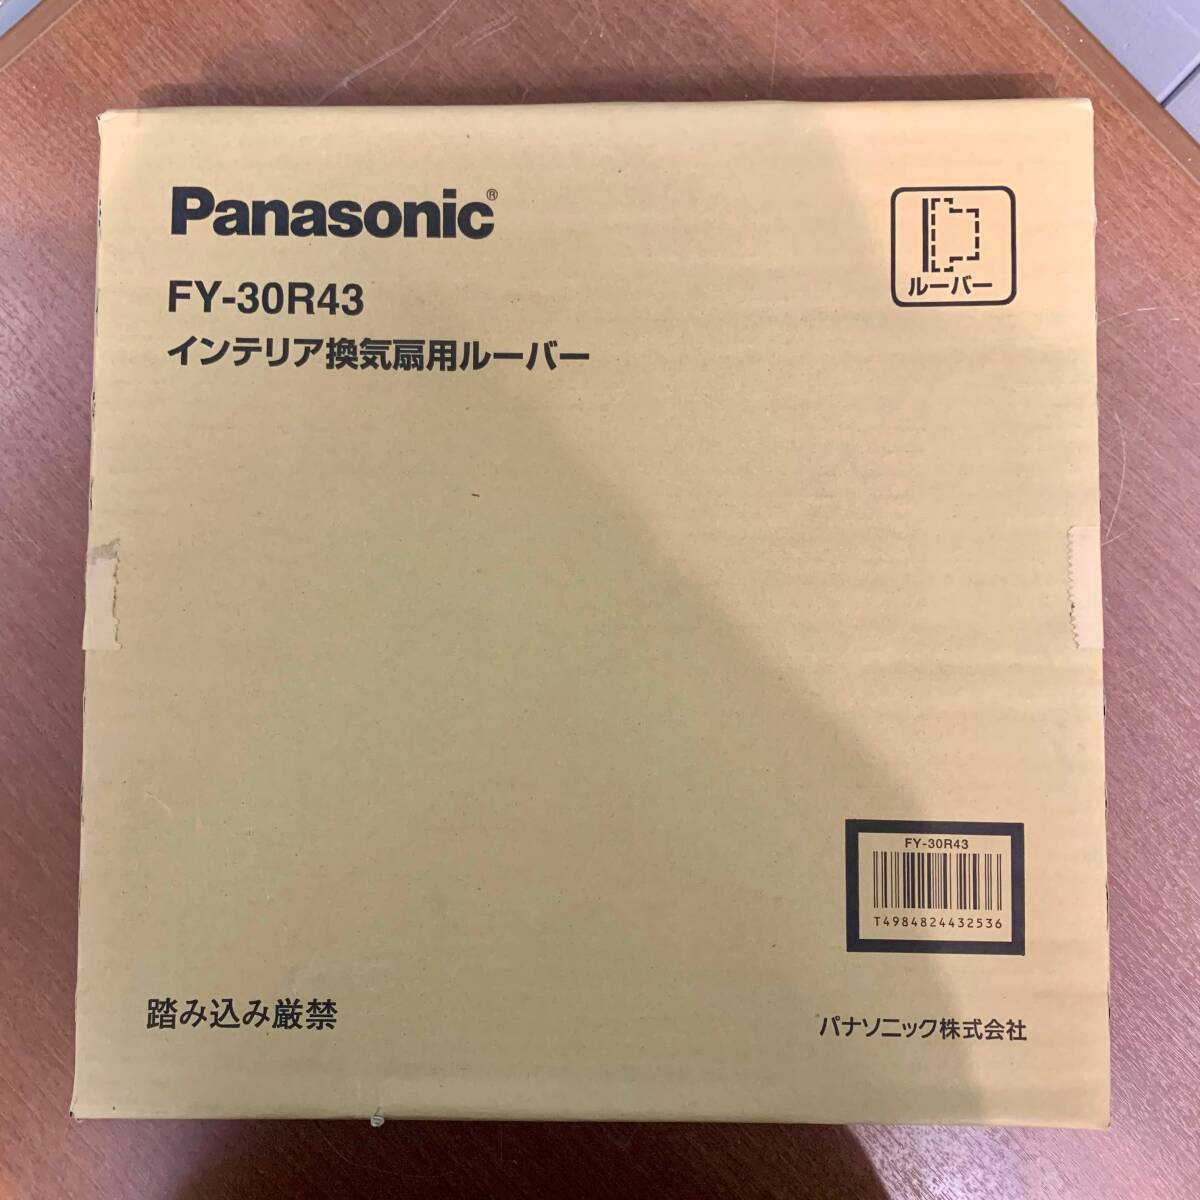 Panasonic®
ルーバー
FY-30R43
インテリア換気扇用ルーバー
FY-30R43
T4984824432536
踏み込み厳禁
パナソニック株式会社